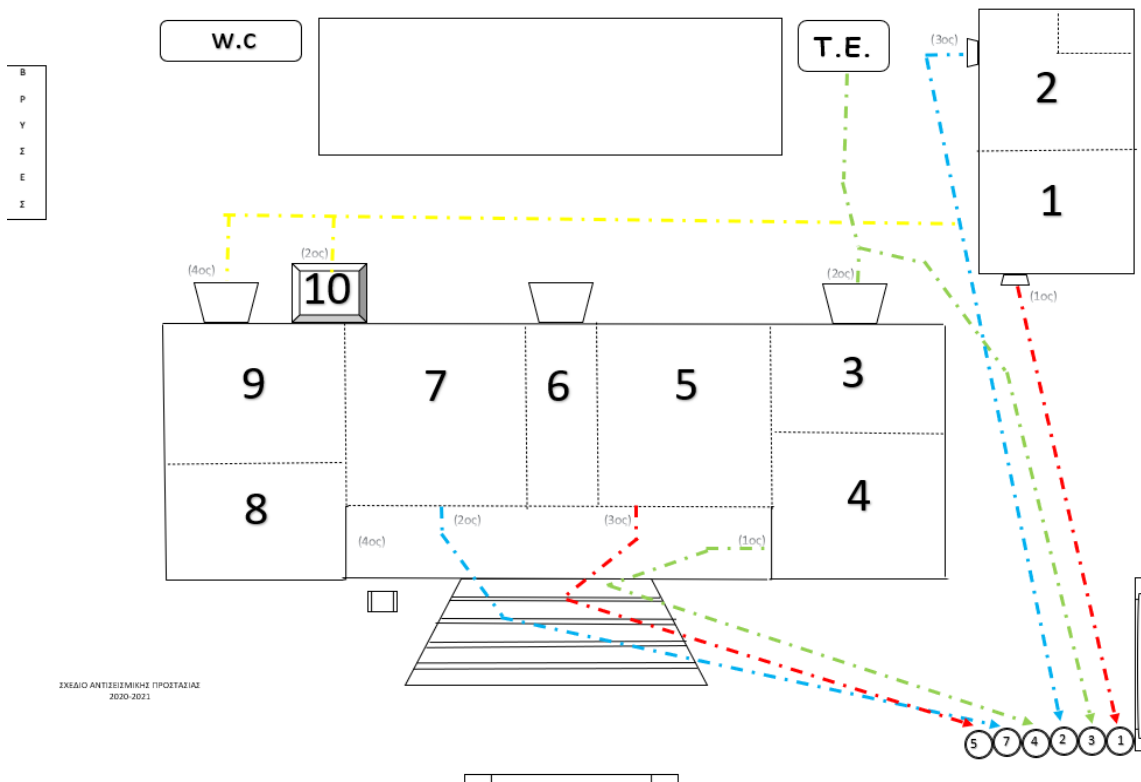 W.C
T.E.
(3ος)
2
Β
Ρ
Υ
Σ
Ε
Σ
1
(4ος)
(2ος)
10
(2ος)
(1ος)
9
7
6
5
3
8
4
(2ος)
(3ος)
(4ος)
(1ος)
ΣΧΕΔΙΟ ΑΝΤΙΣΕΙΣΜΙΚΗΣ ΠΡΟΣΤΑΣΙΑΣ
2020-2021
5 7 4 2 3 1